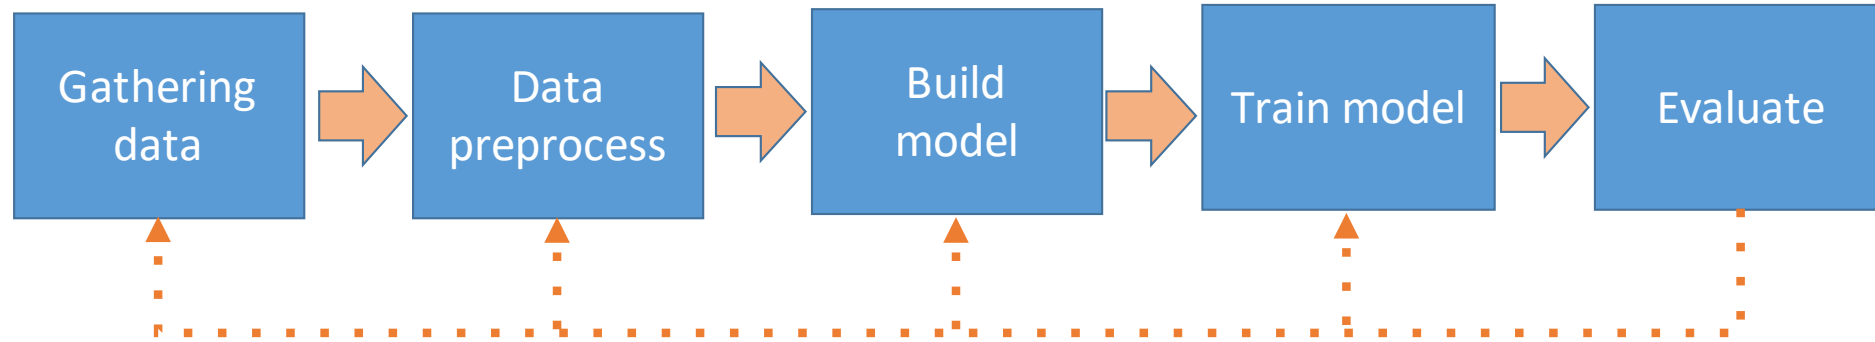 Gathering
data
Data
preprocess
Build
model
Train model
Evaluate